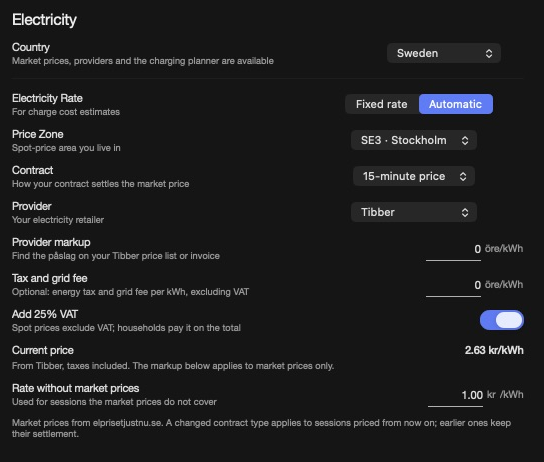 Electricity
Country
Sweden
Market prices, providers and the charging planner are available
Electricity Rate
Fixed rate
Automatic
For charge cost estimates
Price Zone
SE3 · Stockholm
Spot-price area you live in
Contract
15-minute price
How your contract settles the market price
Provider
Tibber
Your electricity retailer
Provider markup
0 öre/kWh
Find the påslag on your Tibber price list or invoice
Tax and grid fee
0 öre/kWh
Optional: energy tax and grid fee per kWh, excluding VAT
Add 25% VAT
Spot prices exclude VAT; households pay it on the total
Current price
2.63 kr/kWh
From Tibber, taxes included. The markup below applies to market prices only.
Rate without market prices
1.00 kr /kWh
Used for sessions the market prices do not cover
Market prices from elprisetjustnu.se. A changed contract type applies to sessions priced from now on; earlier ones keep
their settlement.